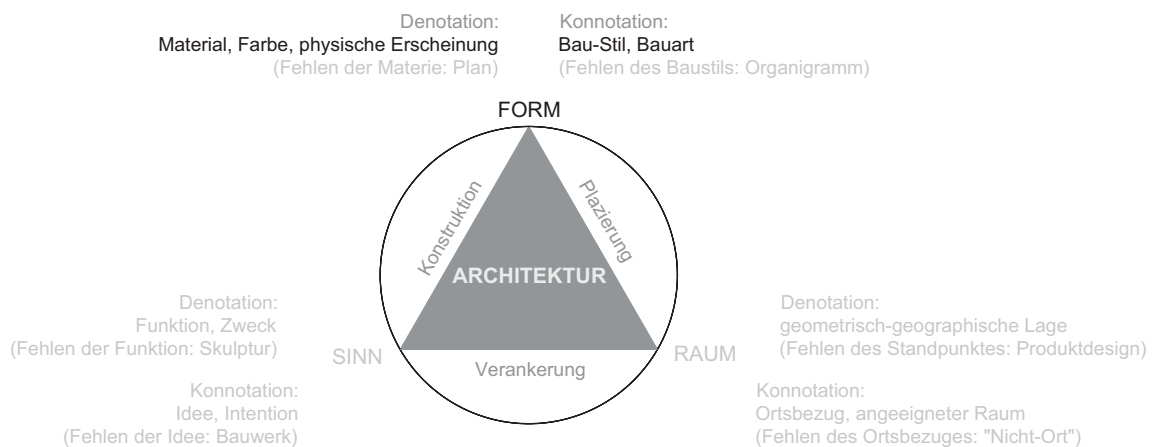 Denotation:
Material, Farbe, physische Erscheinung
(Fehlen der Materie: Plan)
Konnotation:
Bau-Stil, Bauart
(Fehlen des Baustils: Organigramm)
FORM
Konstruktion
Plazierung
ARCHITEKTUR
Denotation:
Funktion, Zweck
(Fehlen der Funktion: Skulptur)
SINN
Konnotation:
Idee, Intention
(Fehlen der Idee: Bauwerk)
Verankerung
RAUM
Denotation:
geometrisch-geographische Lage
(Fehlen des Standpunktes: Produktdesign)
Konnotation:
Ortsbezug, angeeigneter Raum
(Fehlen des Ortsbezuges: "Nicht-Ort")